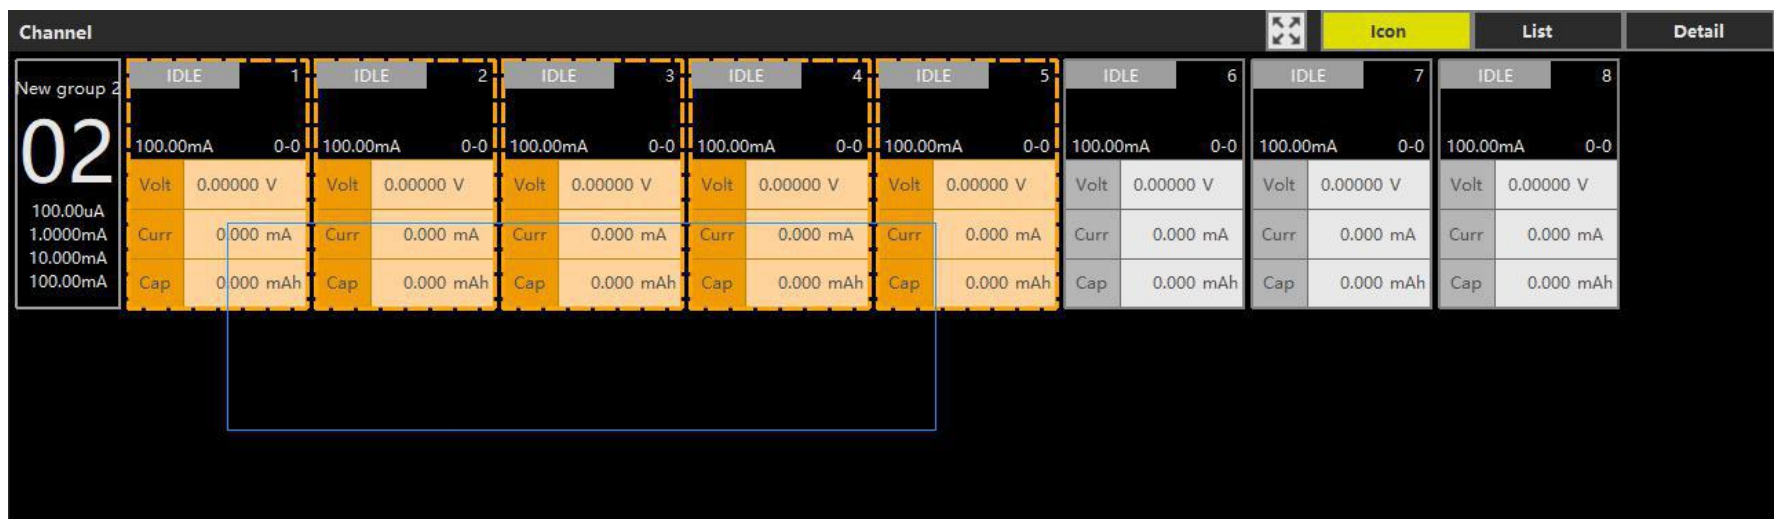 Channel Icon List Detail
New group 2
02
100.00uA
1.0000mA
10.000mA
100.00mA
IDLE 1
100.00mA 0-0
Volt 0.00000 V
Curr 0.000 mA
Cap 0.000 mAh
IDLE 2
100.00mA 0-0
Volt 0.00000 V
Curr 0.000 mA
Cap 0.000 mAh
IDLE 3
100.00mA 0-0
Volt 0.00000 V
Curr 0.000 mA
Cap 0.000 mAh
IDLE 4
100.00mA 0-0
Volt 0.00000 V
Curr 0.000 mA
Cap 0.000 mAh
IDLE 5
100.00mA 0-0
Volt 0.00000 V
Curr 0.000 mA
Cap 0.000 mAh
IDLE 6
100.00mA 0-0
Volt 0.00000 V
Curr 0.000 mA
Cap 0.000 mAh
IDLE 7
100.00mA 0-0
Volt 0.00000 V
Curr 0.000 mA
Cap 0.000 mAh
IDLE 8
100.00mA 0-0
Volt 0.00000 V
Curr 0.000 mA
Cap 0.000 mAh